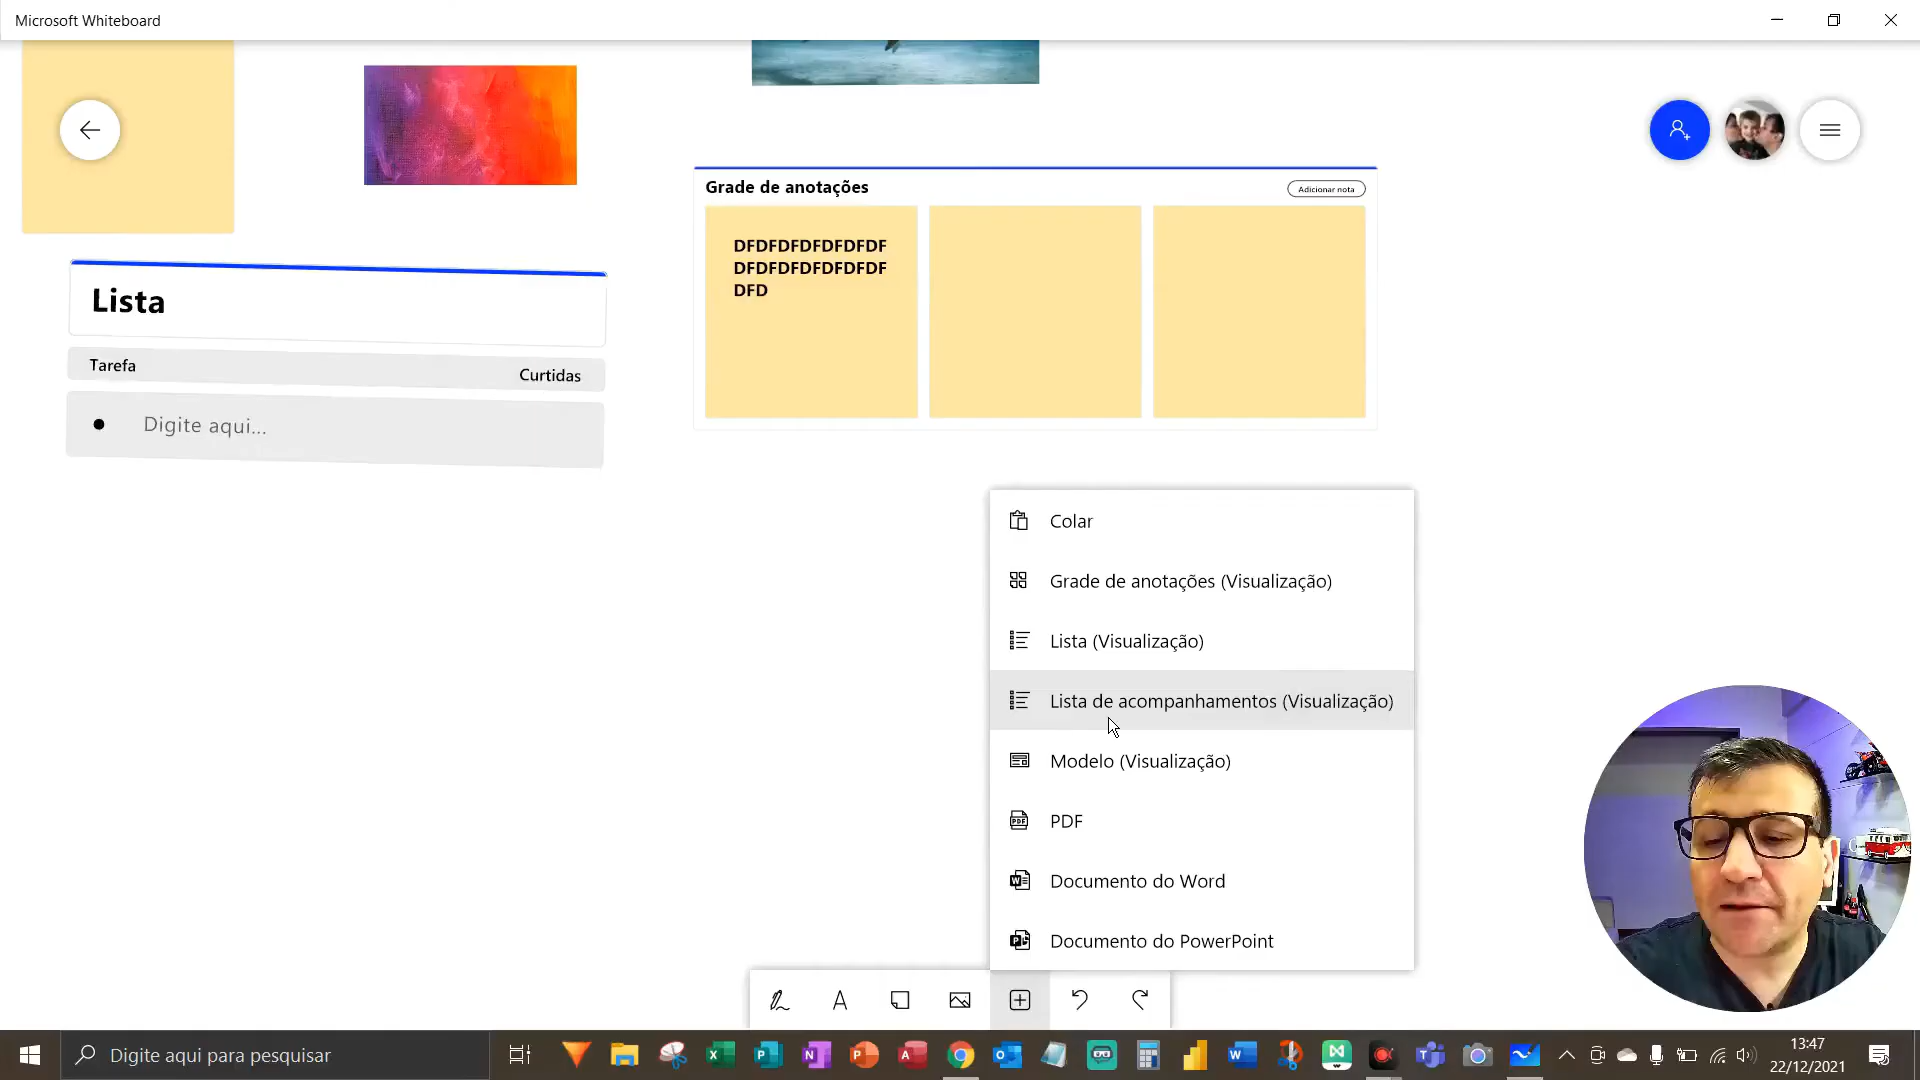 Microsoft Whiteboard
Grade de anotações
Adicionar nota
DFDFDFDFDFDFDF
DFDFDFDFDFDFDF
DFD
Lista
Tarefa
Curtidas
Digite aqui...
Colar
Grade de anotações (Visualização)
Lista (Visualização)
Lista de acompanhamentos (Visualização)
Modelo (Visualização)
PDF
Documento do Word
Documento do PowerPoint
Digite aqui para pesquisar
13:47
22/12/2021